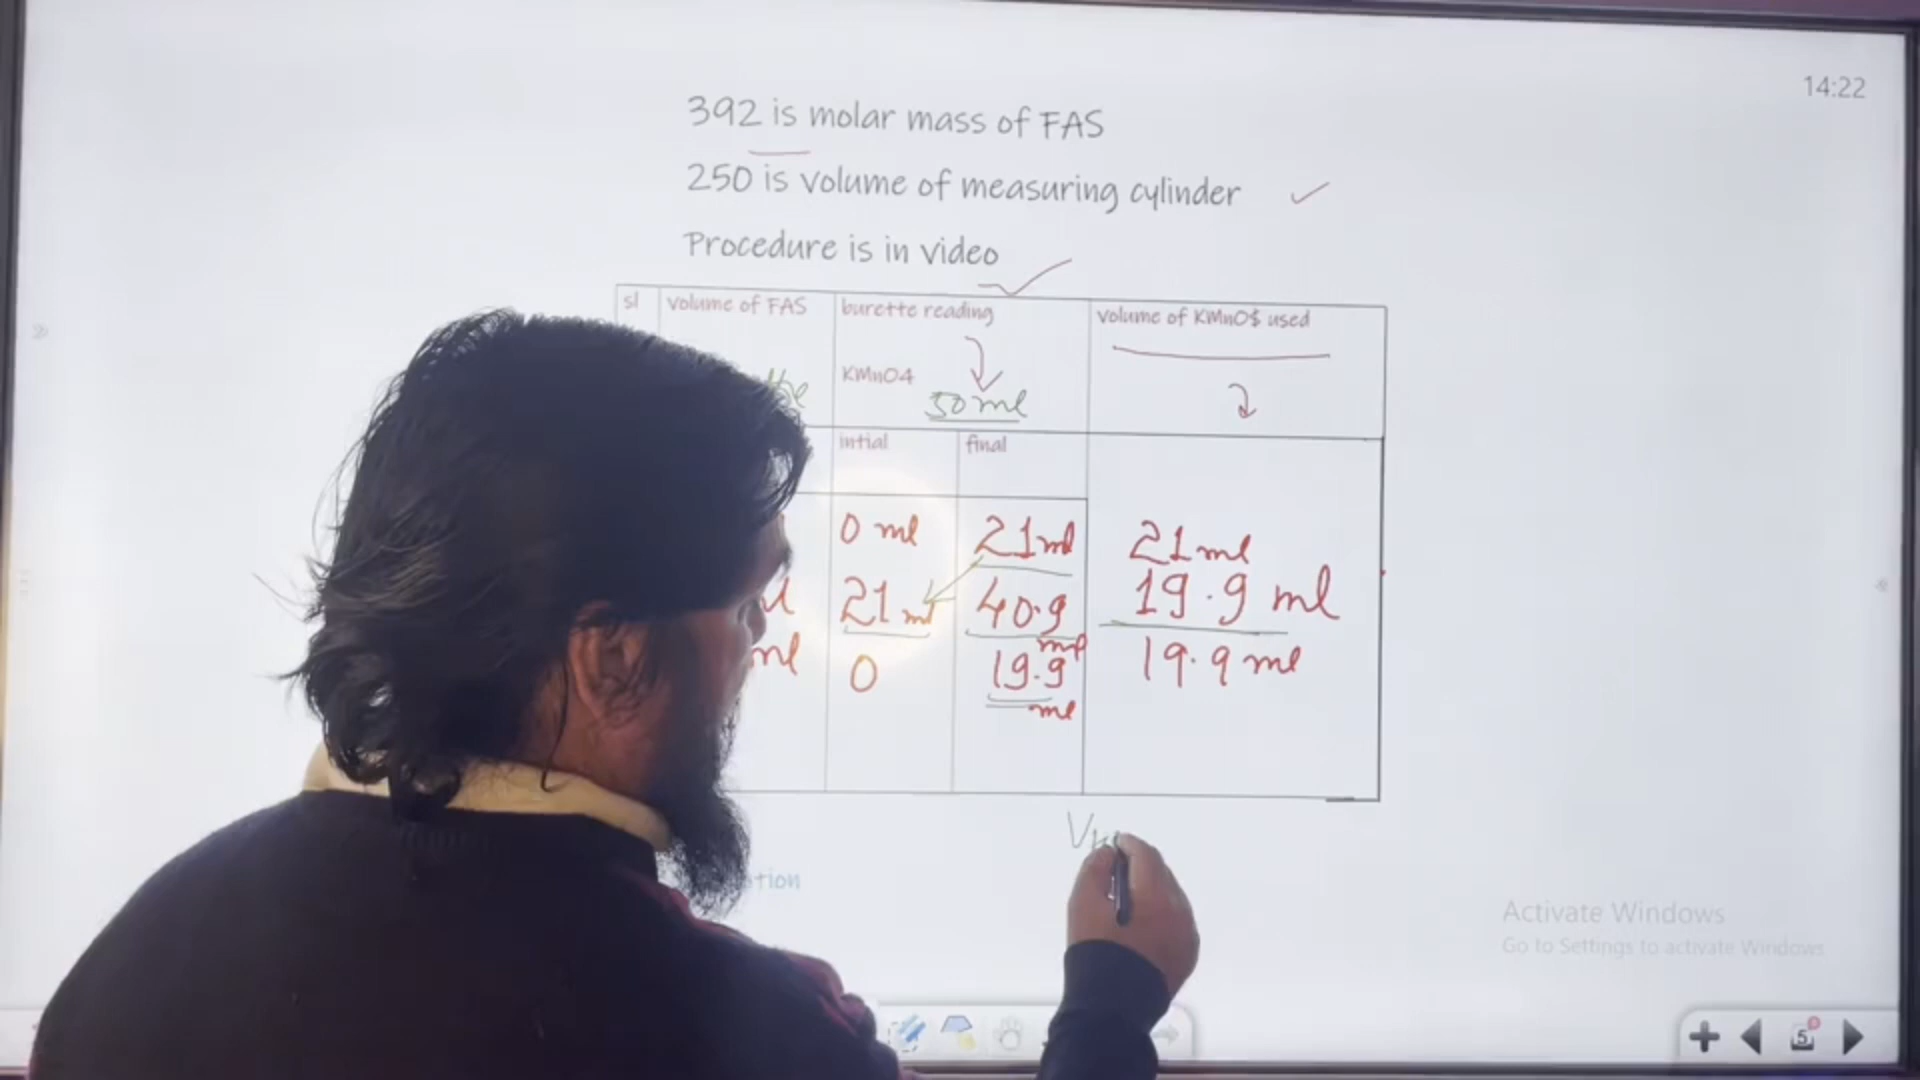 14:22
392 is molar mass of FAS
250 is volume of measuring cylinder
Procedure is in video
sl volume of FAS burette reading volume of KMnO$ used
KMnO4 50 ml
intial final
0 ml 21 ml 21 ml
21 ml 40.9 ml 19.9 ml
ml 0 19.9 ml 19.9 ml
Activate Windows
Go to Settings to activate Windows
5